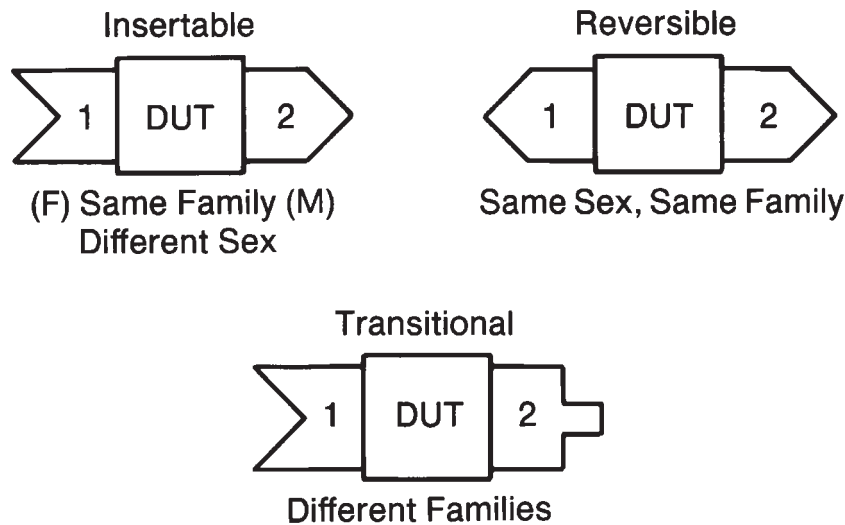 Insertable
1 DUT 2
(F) Same Family (M)
Different Sex
Reversible
1 DUT 2
Same Sex, Same Family
Transitional
1 DUT 2
Different Families